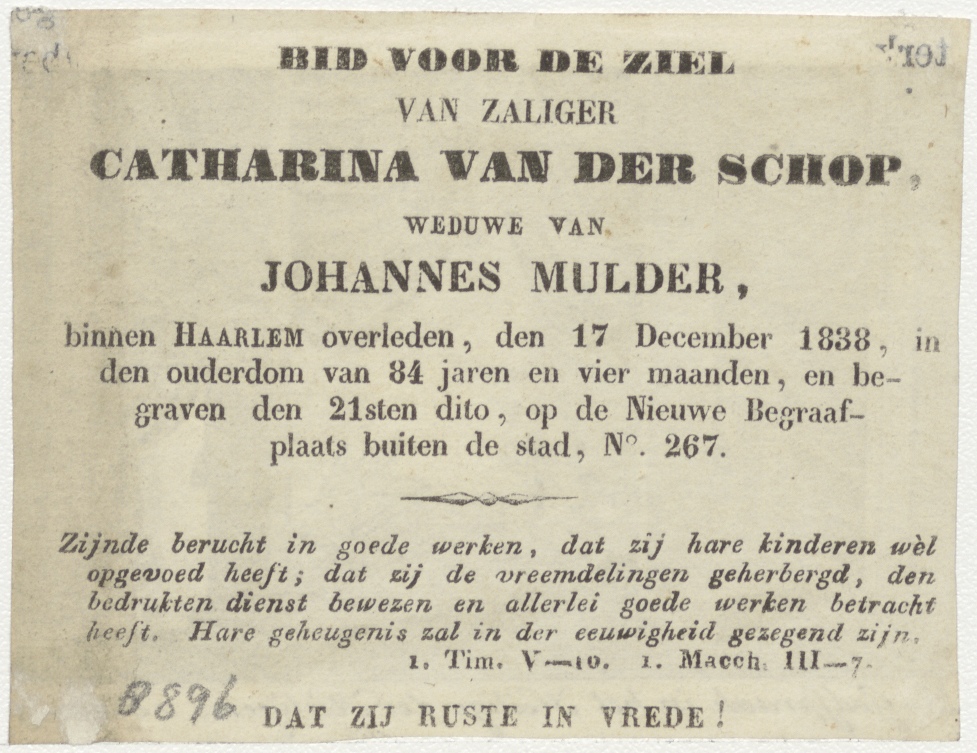 BID VOOR DE ZIEL
VAN ZALIGER
CATHARINA VAN DER SCHOP,
WEDUWE VAN
JOHANNES MULDER,
binnen HAARLEM overleden, den 17 December 1838, in
den ouderdom van 84 jaren en vier maanden, en be-
graven den 21sten dito, op de Nieuwe Begraaf-
plaats buiten de stad, No. 267.
Zijnde berucht in goede werken, dat zij hare kinderen wèl
opgevoed heeft; dat zij de vreemdelingen geherbergd, den
bedrukten dienst bewezen en allerlei goede werken betracht
heeft. Hare geheugenis zal in der eeuwigheid gezegend zijn.
1. Tim. V—10. 1. Macch. III—7.
8896
DAT ZIJ RUSTE IN VREDE!